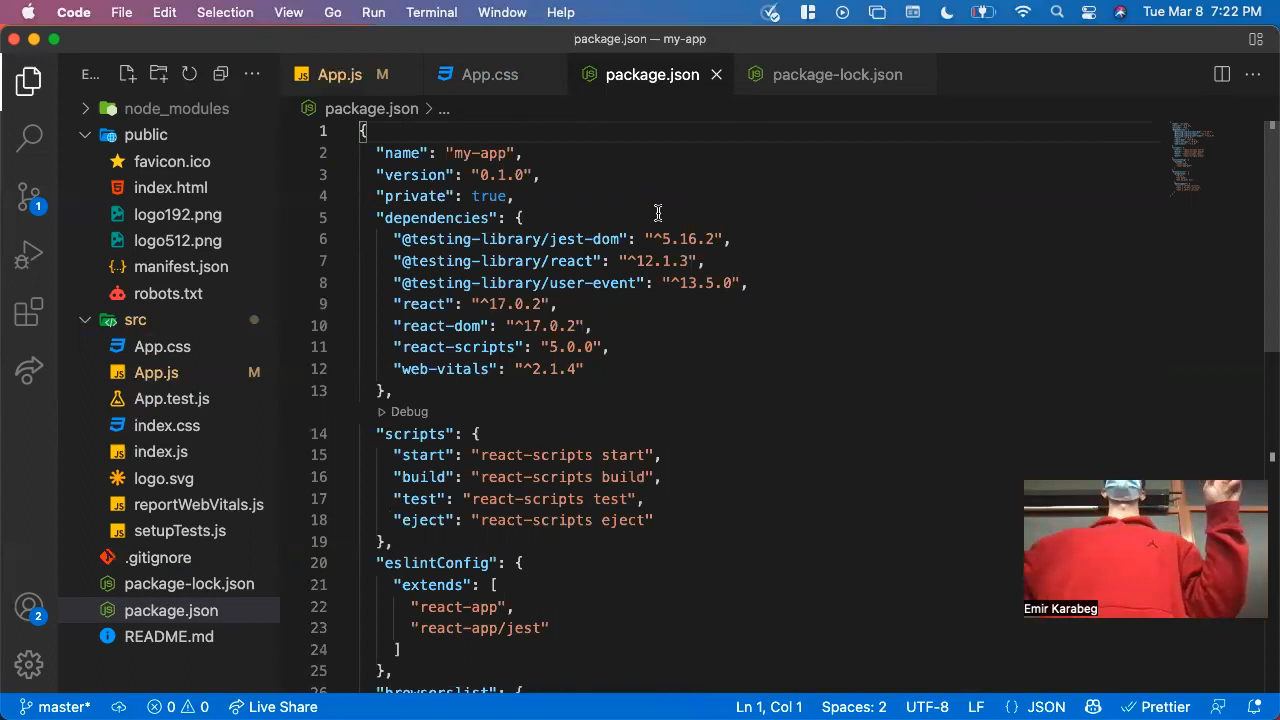 Code File Edit Selection View Go Run Terminal Window Help Tue Mar 8 7:22 PM
package.json — my-app
E... App.js M App.css package.json package-lock.json
package.json > ...
node_modules
public
favicon.ico
index.html
logo192.png
logo512.png
manifest.json
robots.txt
src
App.css
App.js M
App.test.js
index.css
index.js
logo.svg
reportWebVitals.js
setupTests.js
.gitignore
package-lock.json
package.json
README.md
1
2
1 {
2 "name": "my-app",
3 "version": "0.1.0",
4 "private": true,
5 "dependencies": {
6 "@testing-library/jest-dom": "^5.16.2",
7 "@testing-library/react": "^12.1.3",
8 "@testing-library/user-event": "^13.5.0",
9 "react": "^17.0.2",
10 "react-dom": "^17.0.2",
11 "react-scripts": "5.0.0",
12 "web-vitals": "^2.1.4"
13 },
Debug
14 "scripts": {
15 "start": "react-scripts start",
16 "build": "react-scripts build",
17 "test": "react-scripts test",
18 "eject": "react-scripts eject"
19 },
20 "eslintConfig": {
21 "extends": [
22 "react-app",
23 "react-app/jest"
24 ]
25 },
26 "browserslist": {
Emir Karabeg
master* 0 0 Live Share Ln 1, Col 1 Spaces: 2 UTF-8 LF {} JSON Prettier